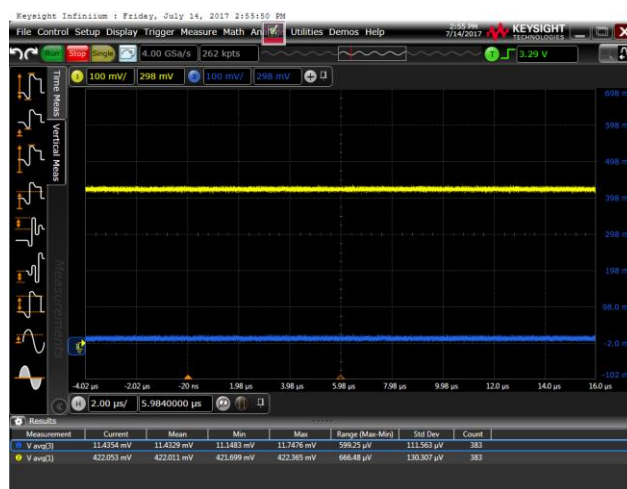 Keysight Infiniium : Friday, July 14, 2017 2:55:50 PM
File Control Setup Display Trigger Measure Math An Utilities Demos Help
2:55 PM
7/14/2017
KEYSIGHT
TECHNOLOGIES
Run Stop Single 4.00 GSa/s 262 kpts T 3.29 V
1 100 mV/ 298 mV 3 100 mV/ 298 mV
Time Meas
Vertical Meas
Measurements
698 m
598 m
498 m
398 m
298 m
198 m
98.0 m
-2.0 m
-102 m
-4.02 µs -2.02 µs -20 ns 1.98 µs 3.98 µs 5.98 µs 7.98 µs 9.98 µs 12.0 µs 14.0 µs 16.0 µs
H 2.00 µs/ 5.9840000 µs
Results
Measurement Current Mean Min Max Range (Max-Min) Std Dev Count
V avg(3) 11.4354 mV 11.4329 mV 11.1483 mV 11.7476 mV 599.25 µV 111.563 µV 383
V avg(1) 422.053 mV 422.011 mV 421.699 mV 422.365 mV 666.48 µV 130.307 µV 383